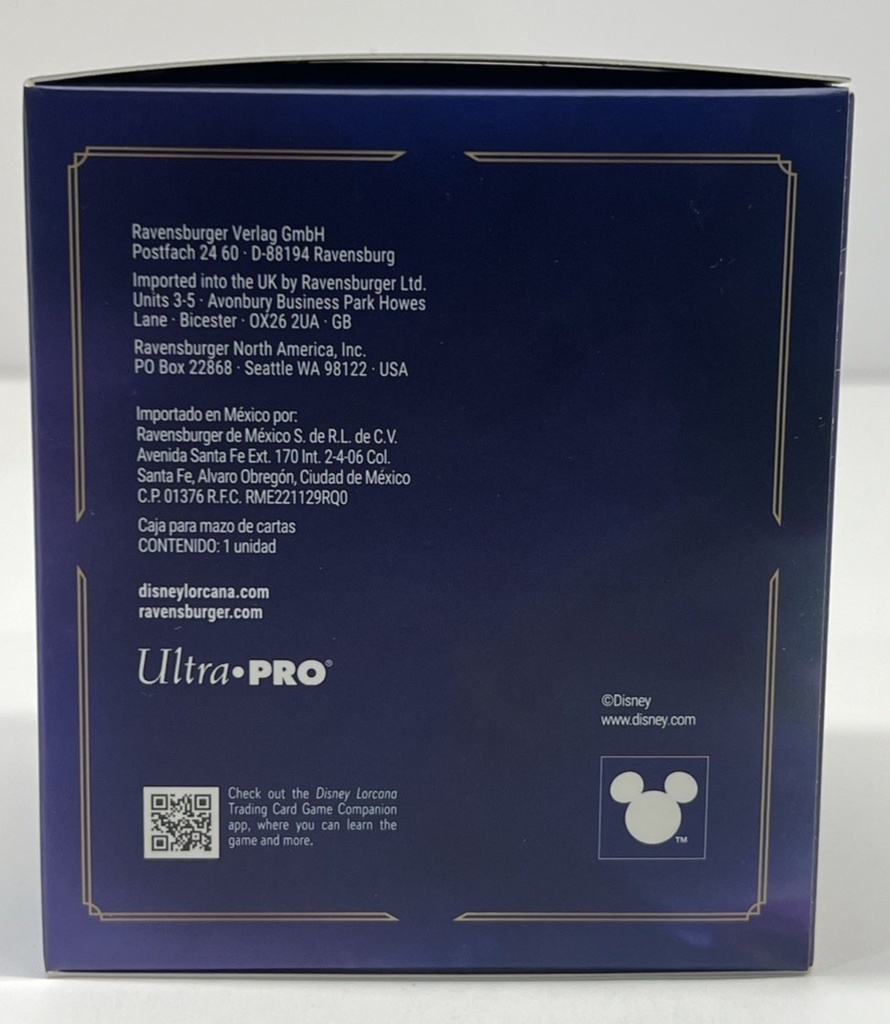 Ravensburger Verlag GmbH
Postfach 24 60 · D-88194 Ravensburg
Imported into the UK by Ravensburger Ltd.
Units 3-5 · Avonbury Business Park Howes
Lane · Bicester · OX26 2UA · GB
Ravensburger North America, Inc.
PO Box 22868 · Seattle WA 98122 · USA
Importado en México por:
Ravensburger de México S. de R.L. de C.V.
Avenida Santa Fe Ext. 170 Int. 2-4-06 Col.
Santa Fe, Alvaro Obregón, Ciudad de México
C.P. 01376 R.F.C. RME221129RQ0
Caja para mazo de cartas
CONTENIDO: 1 unidad
disneylorcana.com
ravensburger.com
Ultra•PRO®
©Disney
www.disney.com
Check out the Disney Lorcana
Trading Card Game Companion
app, where you can learn the
game and more.
TM